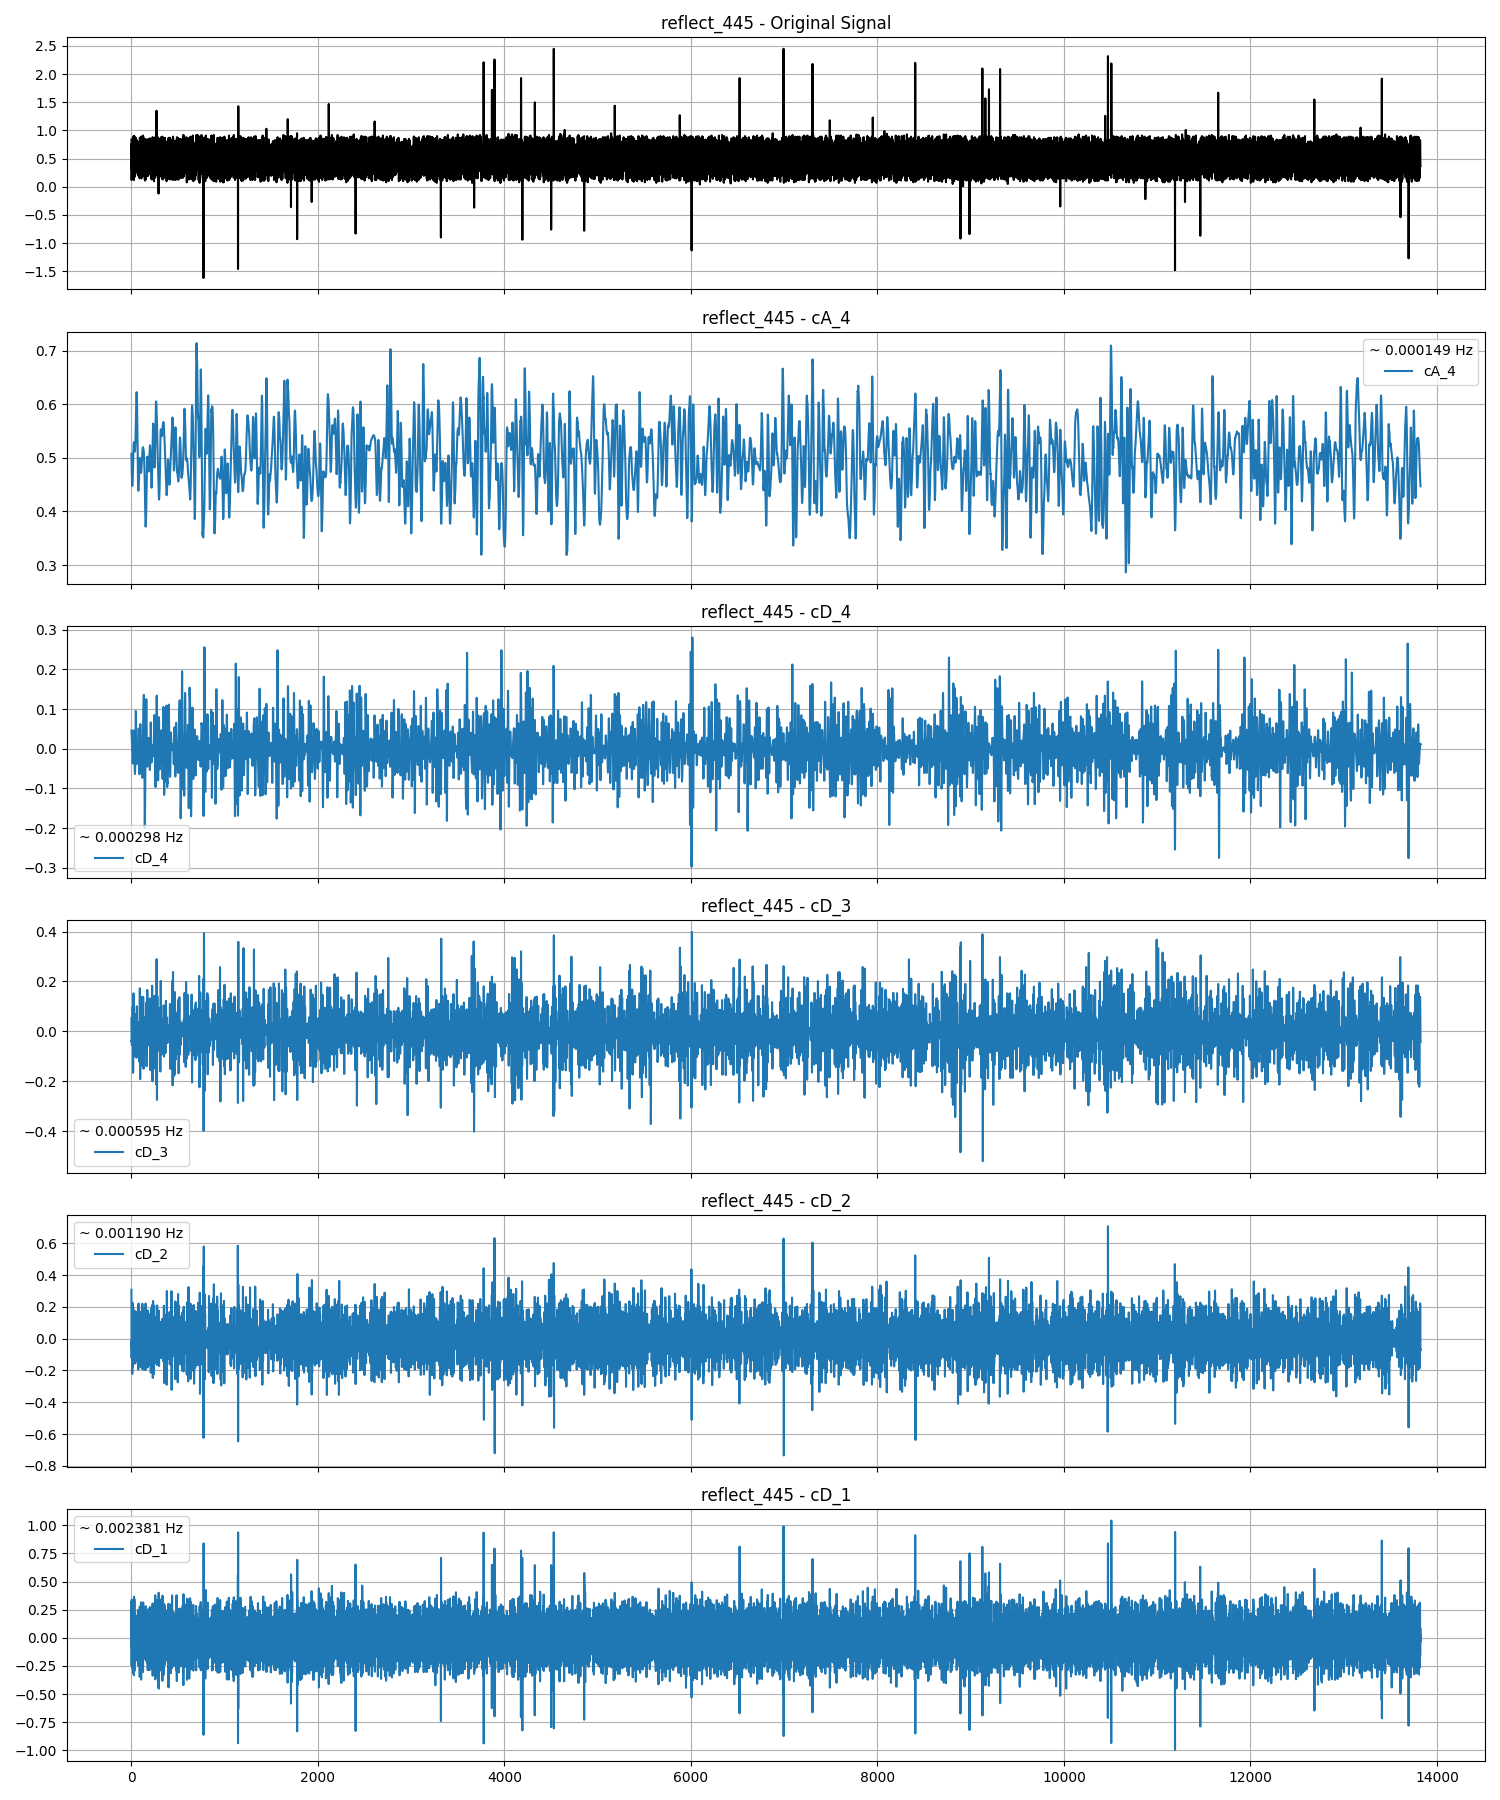 reflect_445 - Original Signal
2.5
2.0
1.5
1.0
0.5
0.0
−0.5
−1.0
−1.5
reflect_445 - cA_4
0.7
0.6
0.5
0.4
0.3
~ 0.000149 Hz
cA_4
reflect_445 - cD_4
0.3
0.2
0.1
0.0
−0.1
−0.2
−0.3
~ 0.000298 Hz
cD_4
reflect_445 - cD_3
0.4
0.2
0.0
−0.2
−0.4
~ 0.000595 Hz
cD_3
reflect_445 - cD_2
~ 0.001190 Hz
cD_2
0.6
0.4
0.2
0.0
−0.2
−0.4
−0.6
−0.8
reflect_445 - cD_1
~ 0.002381 Hz
cD_1
1.00
0.75
0.50
0.25
0.00
−0.25
−0.50
−0.75
−1.00
0 2000 4000 6000 8000 10000 12000 14000